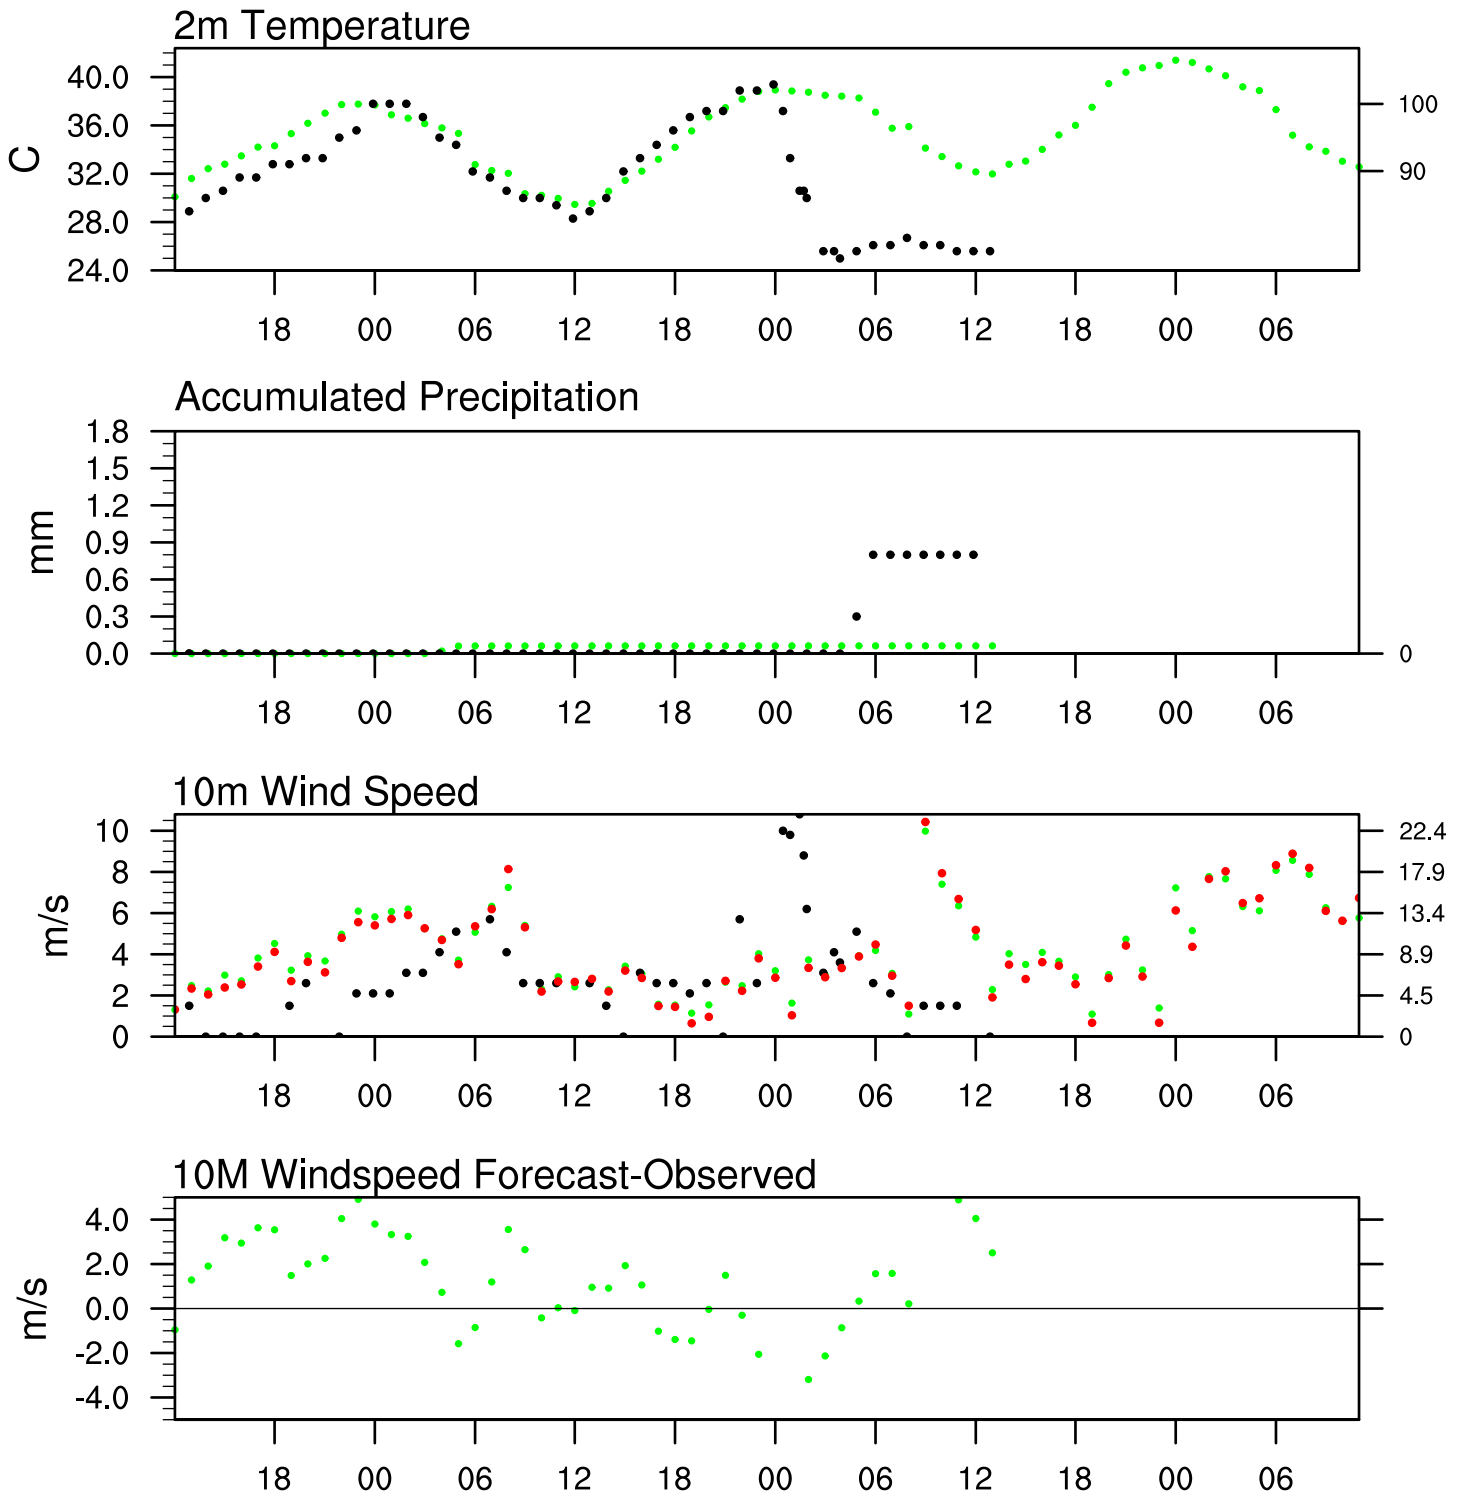 2m Temperature
40.0
36.0
32.0
28.0
24.0
C
100
90
18 00 06 12 18 00 06 12 18 00 06
Accumulated Precipitation
1.8
1.5
1.2
0.9
0.6
0.3
0.0
mm
0
18 00 06 12 18 00 06 12 18 00 06
10m Wind Speed
10
8
6
4
2
0
m/s
22.4
17.9
13.4
8.9
4.5
0
18 00 06 12 18 00 06 12 18 00 06
10M Windspeed Forecast-Observed
4.0
2.0
0.0
-2.0
-4.0
m/s
18 00 06 12 18 00 06 12 18 00 06